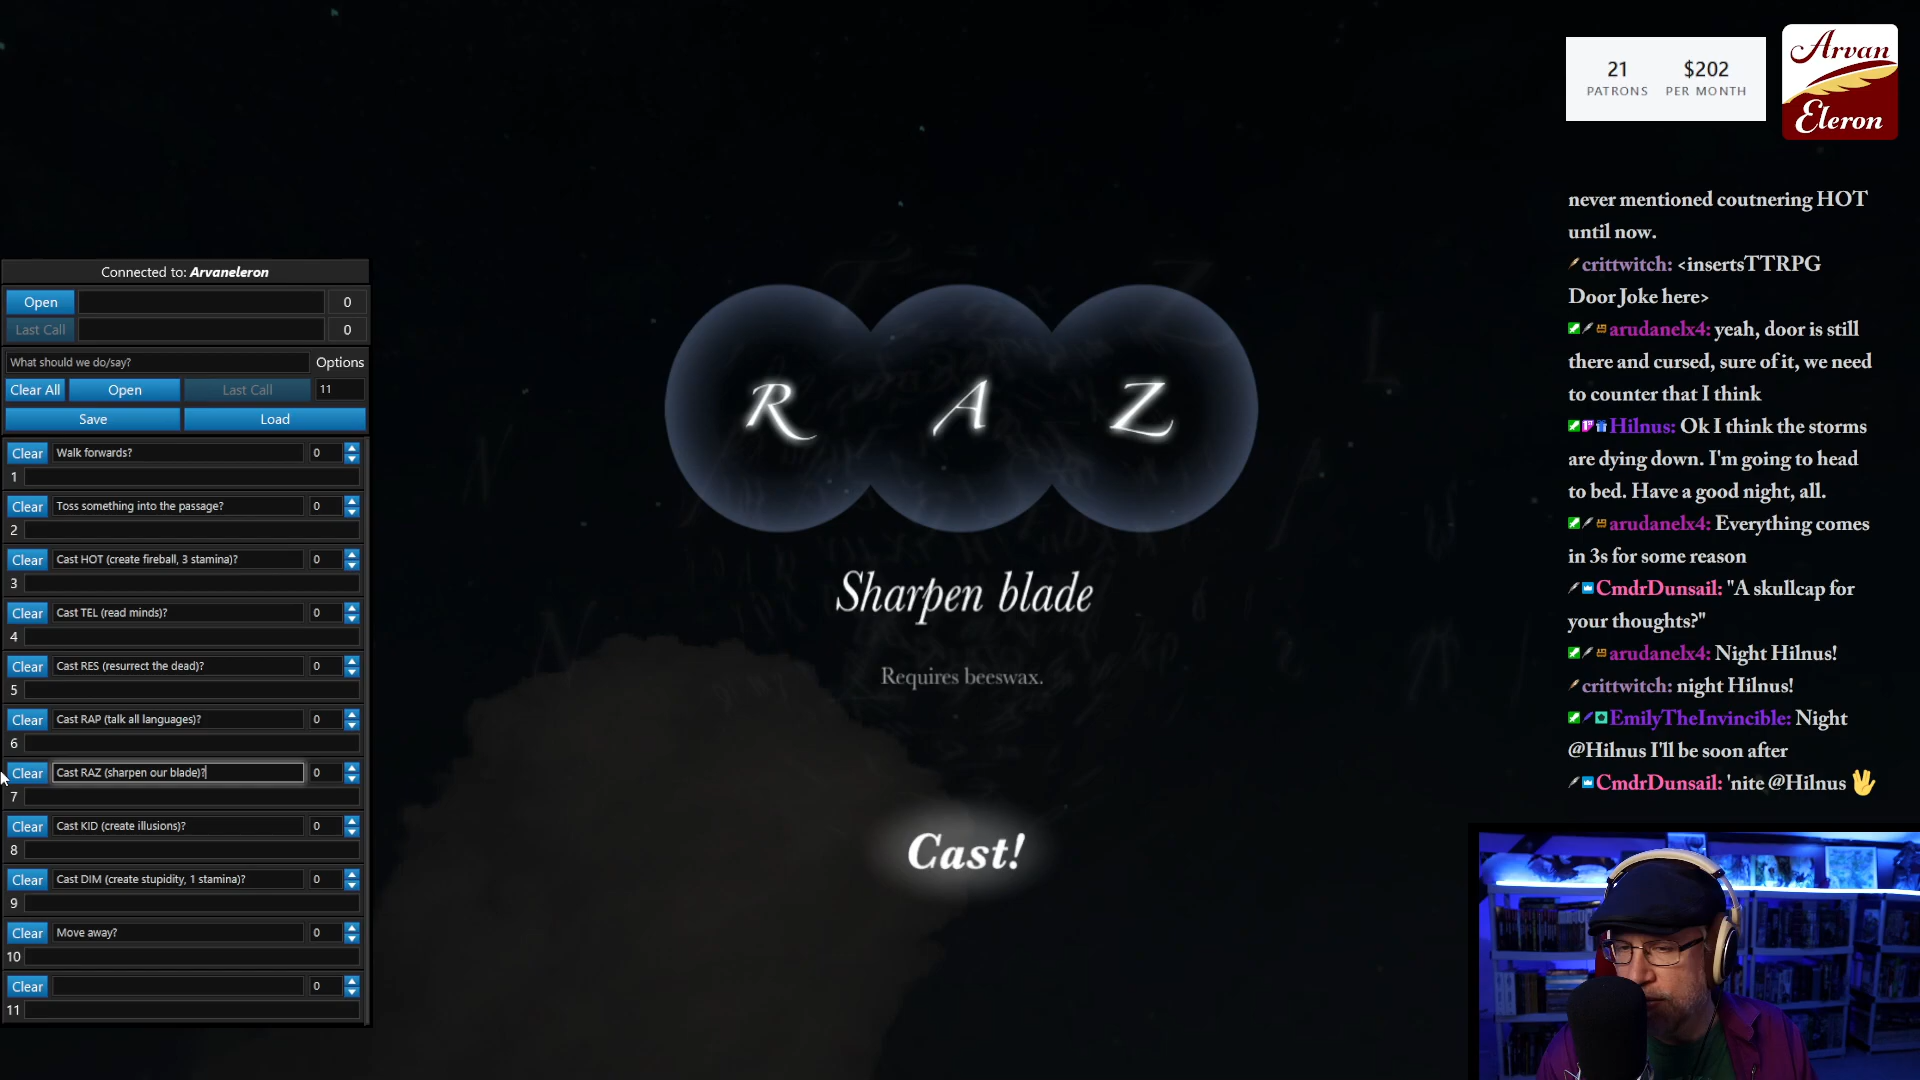 Connected to: Arvaneleron
Open 0
Last Call 0
What should we do/say? Options
Clear All Open Last Call 11
Save Load
Clear Walk forwards? 0
1
Clear Toss something into the passage? 0
2
Clear Cast HOT (create fireball, 3 stamina)? 0
3
Clear Cast TEL (read minds)? 0
4
Clear Cast RES (resurrect the dead)? 0
5
Clear Cast RAP (talk all languages)? 0
6
Clear Cast RAZ (sharpen our blade)? 0
7
Clear Cast KID (create illusions)? 0
8
Clear Cast DIM (create stupidity, 1 stamina)? 0
9
Clear Move away? 0
10
Clear 0
11
R A Z
Sharpen blade
Requires beeswax.
Cast!
21 $202
PATRONS PER MONTH
Arvan
Eleron
never mentioned coutnering HOT
until now.
crittwitch: <insertsTTRPG
Door Joke here>
arudanelx4: yeah, door is still
there and cursed, sure of it, we need
to counter that I think
Hilnus: Ok I think the storms
are dying down. I'm going to head
to bed. Have a good night, all.
arudanelx4: Everything comes
in 3s for some reason
CmdrDunsail: "A skullcap for
your thoughts?"
arudanelx4: Night Hilnus!
crittwitch: night Hilnus!
EmilyTheInvincible: Night
@Hilnus I'll be soon after
CmdrDunsail: 'nite @Hilnus 🖖